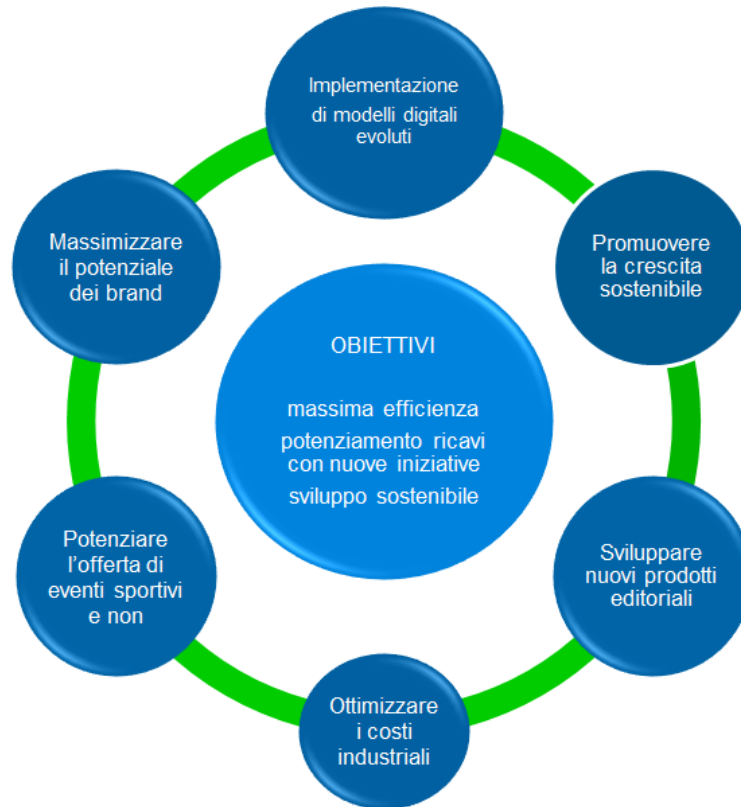 Implementazione
di modelli digitali
evoluti
Promuovere
la crescita
sostenibile
Sviluppare
nuovi prodotti
editoriali
Ottimizzare
i costi
industriali
Potenziare
l’offerta di
eventi sportivi
e non
Massimizzare
il potenziale
dei brand
OBIETTIVI
massima efficienza
potenziamento ricavi
con nuove iniziative
sviluppo sostenibile